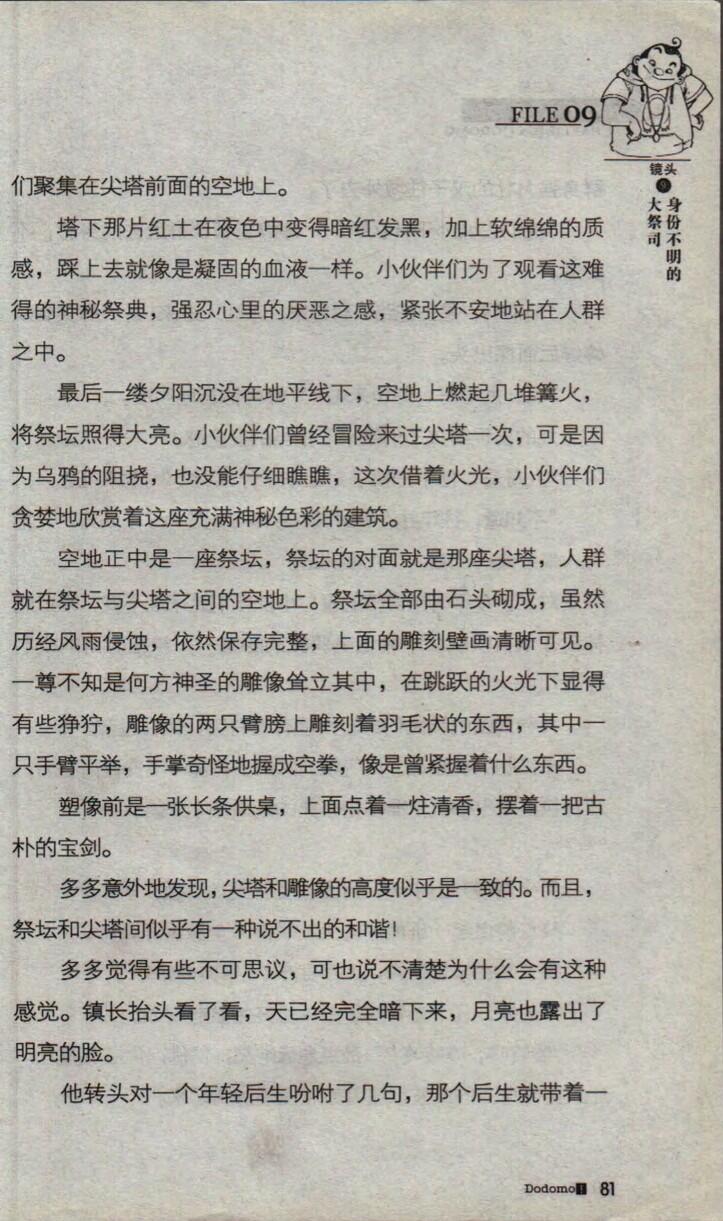 FILE 09
镜头
9
身份不明的
大祭司
们聚集在尖塔前面的空地上。
塔下那片红土在夜色中变得暗红发黑，加上软绵绵的质
感，踩上去就像是凝固的血液一样。小伙伴们为了观看这难
得的神秘祭典，强忍心里的厌恶之感，紧张不安地站在人群
之中。
最后一缕夕阳沉没在地平线下，空地上燃起几堆篝火，
将祭坛照得大亮。小伙伴们曾经冒险来过尖塔一次，可是因
为乌鸦的阻挠，也没能仔细瞧瞧，这次借着火光，小伙伴们
贪婪地欣赏着这座充满神秘色彩的建筑。
空地正中是一座祭坛，祭坛的对面就是那座尖塔，人群
就在祭坛与尖塔之间的空地上。祭坛全部由石头砌成，虽然
历经风雨侵蚀，依然保存完整，上面的雕刻壁画清晰可见。
一尊不知是何方神圣的雕像耸立其中，在跳跃的火光下显得
有些狰狞，雕像的两只臂膀上雕刻着羽毛状的东西，其中一
只手臂平举，手掌奇怪地握成空拳，像是曾紧握着什么东西。
塑像前是一张长条供桌，上面点着一炷清香，摆着一把古
朴的宝剑。
多多意外地发现，尖塔和雕像的高度似乎是一致的。而且，
祭坛和尖塔间似乎有一种说不出的和谐！
多多觉得有些不可思议，可也说不清楚为什么会有这种
感觉。镇长抬头看了看，天已经完全暗下来，月亮也露出了
明亮的脸。
他转头对一个年轻后生吩咐了几句，那个后生就带着一
Dodomo! 81